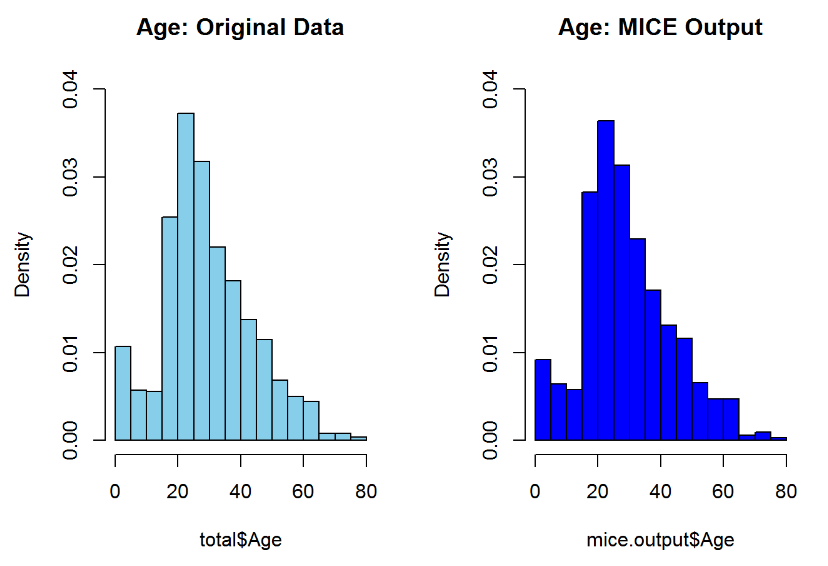 Age: Original Data
0.04
0.03
0.02
0.01
0.00
Density
0 20 40 60 80
total$Age
Age: MICE Output
0.04
0.03
0.02
0.01
0.00
Density
0 20 40 60 80
mice.output$Age